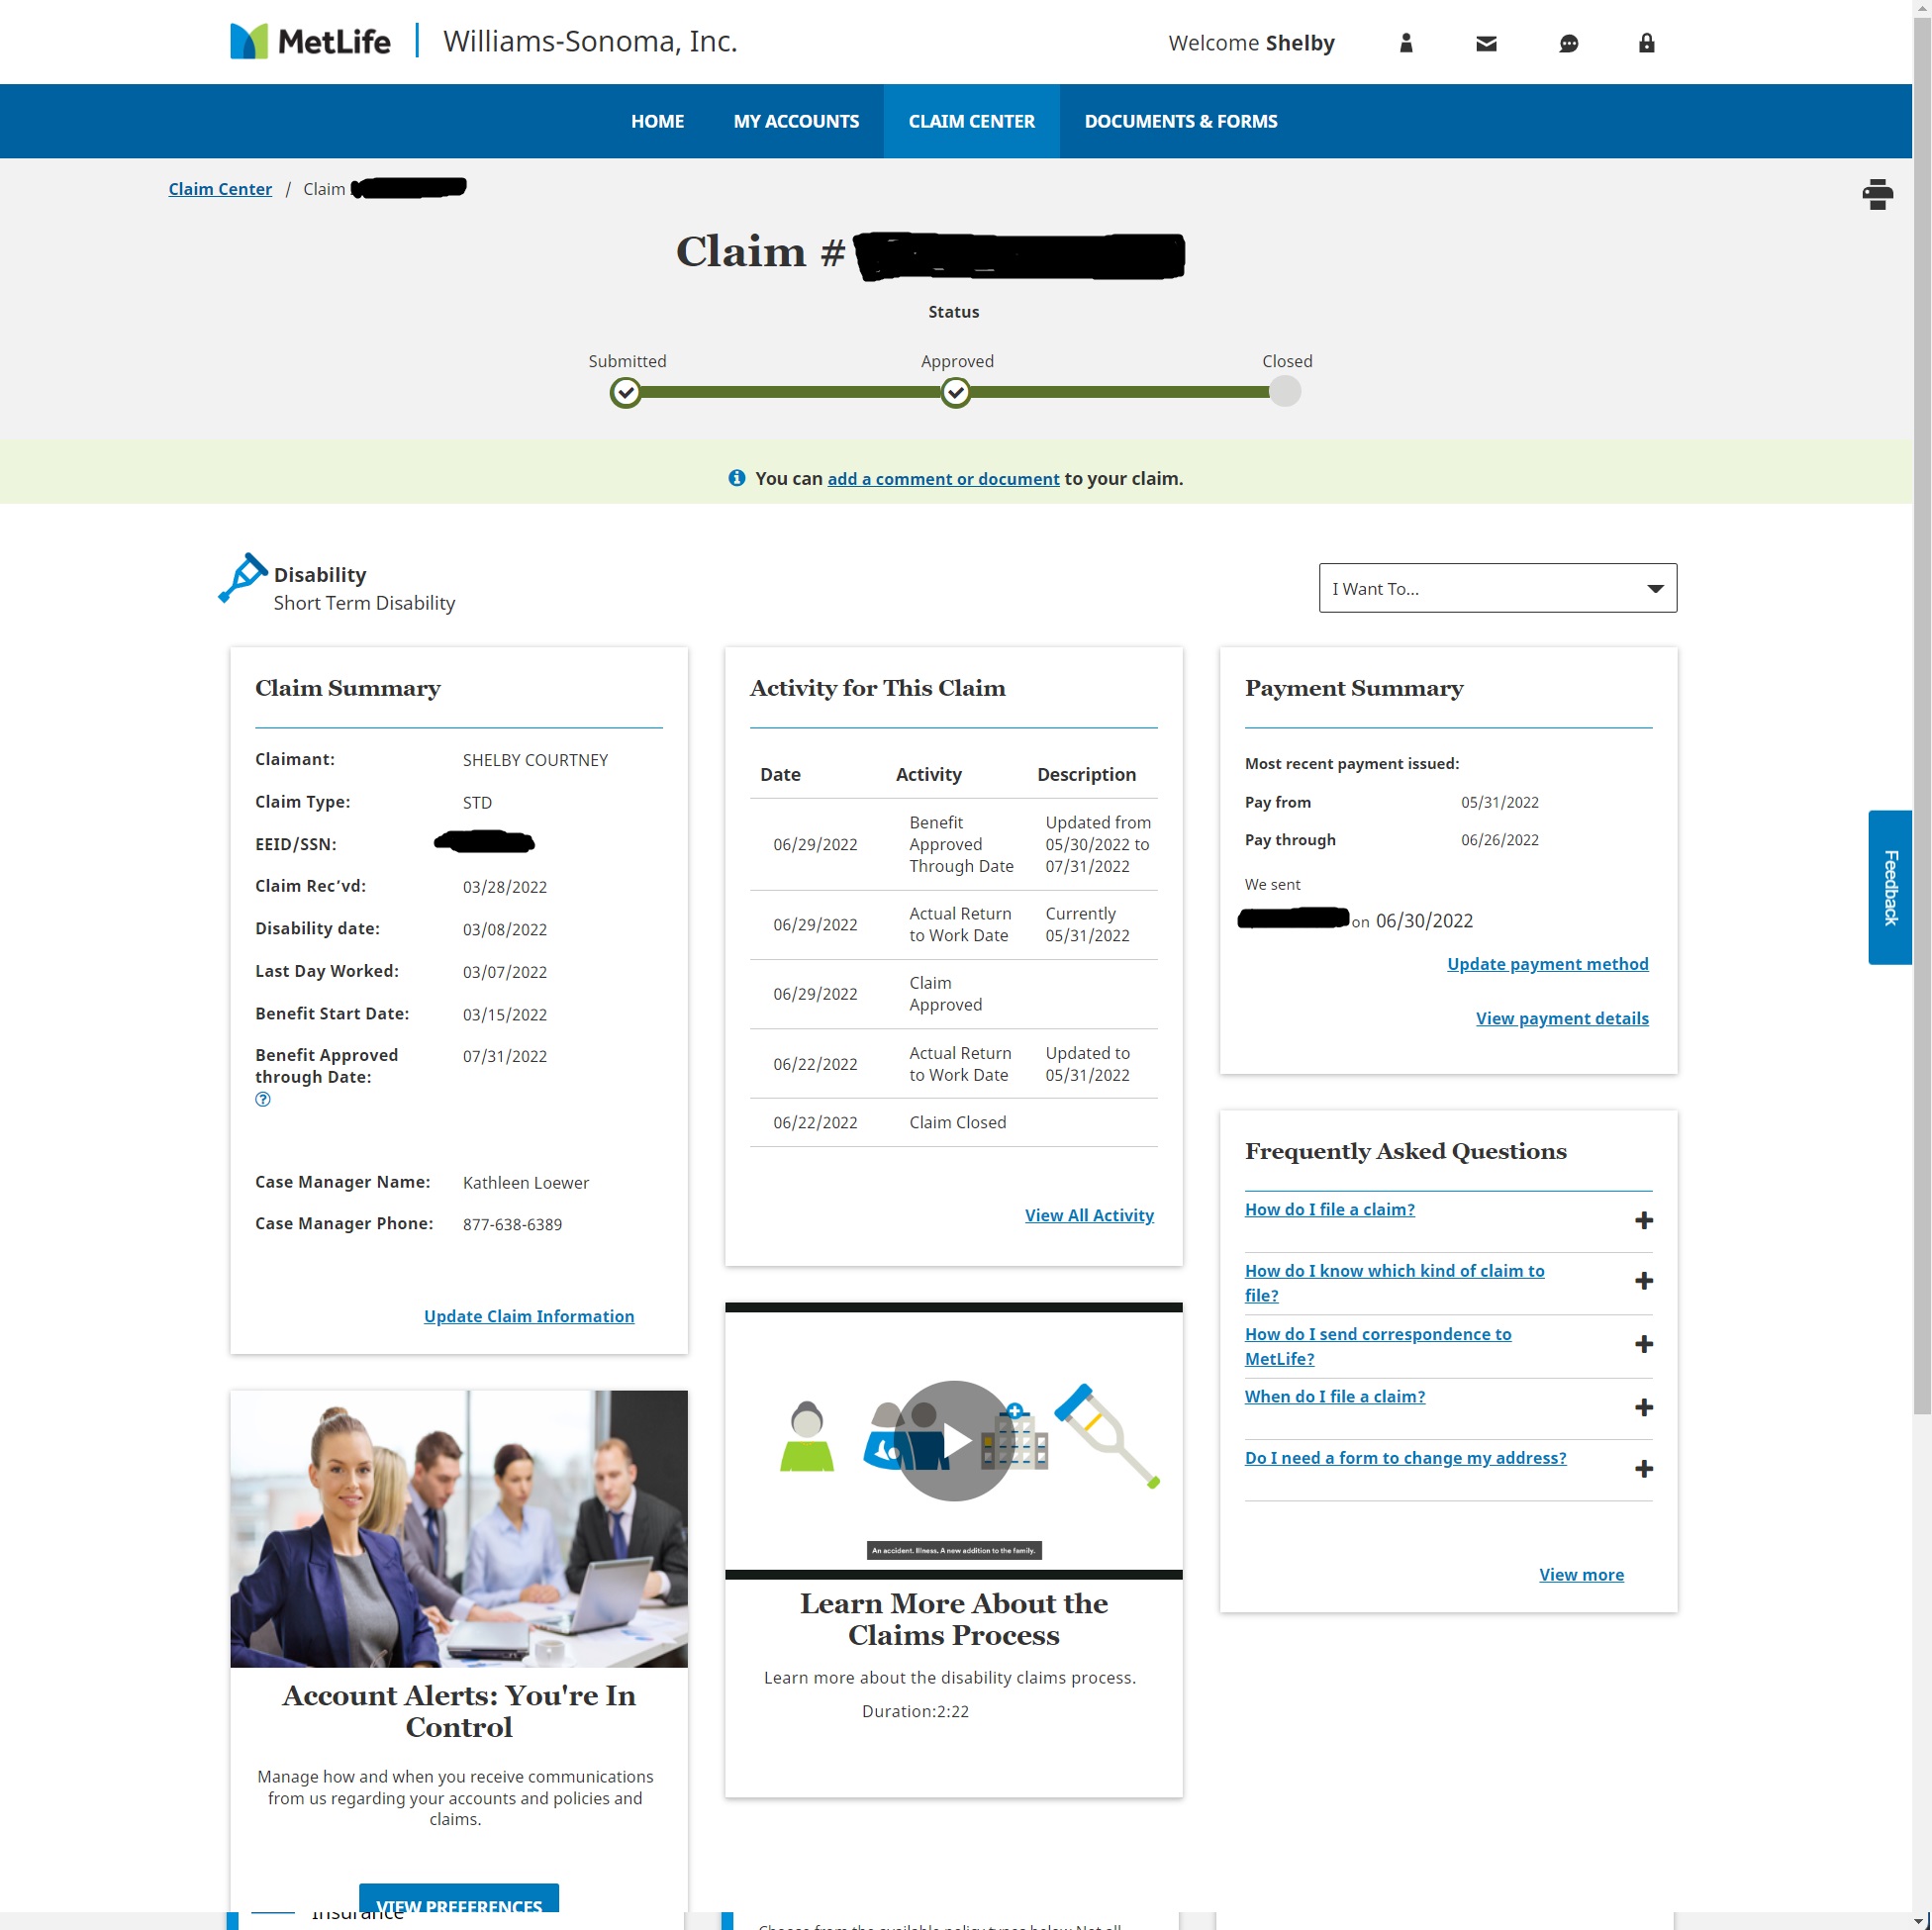 MetLife
Williams-Sonoma, Inc.
Welcome Shelby
HOME
MY ACCOUNTS
CLAIM CENTER
DOCUMENTS & FORMS
Claim Center / Claim
Claim #
Status
Submitted
Approved
Closed
You can add a comment or document to your claim.
Disability
Short Term Disability
I Want To...
Claim Summary
Claimant: SHELBY COURTNEY
Claim Type: STD
EEID/SSN:
Claim Rec’vd: 03/28/2022
Disability date: 03/08/2022
Last Day Worked: 03/07/2022
Benefit Start Date: 03/15/2022
Benefit Approved 07/31/2022
through Date:
Case Manager Name: Kathleen Loewer
Case Manager Phone: 877-638-6389
Update Claim Information
Activity for This Claim
Date Activity Description
Benefit Updated from
06/29/2022 Approved 05/30/2022 to
Through Date 07/31/2022
Actual Return Currently
06/29/2022 to Work Date 05/31/2022
Claim
06/29/2022 Approved
Actual Return Updated to
06/22/2022 to Work Date 05/31/2022
06/22/2022 Claim Closed
View All Activity
Payment Summary
Most recent payment issued:
Pay from 05/31/2022
Pay through 06/26/2022
We sent
on 06/30/2022
Update payment method
View payment details
Feedback
Frequently Asked Questions
How do I file a claim?
How do I know which kind of claim to
file?
How do I send correspondence to
MetLife?
When do I file a claim?
Do I need a form to change my address?
View more
An accident. Illness. A new addition to the family.
Learn More About the
Claims Process
Learn more about the disability claims process.
Duration:2:22
Account Alerts: You're In
Control
Manage how and when you receive communications
from us regarding your accounts and policies and
claims.
VIEW PREFERENCES
Insurance
Choose from the available policy types below Not all